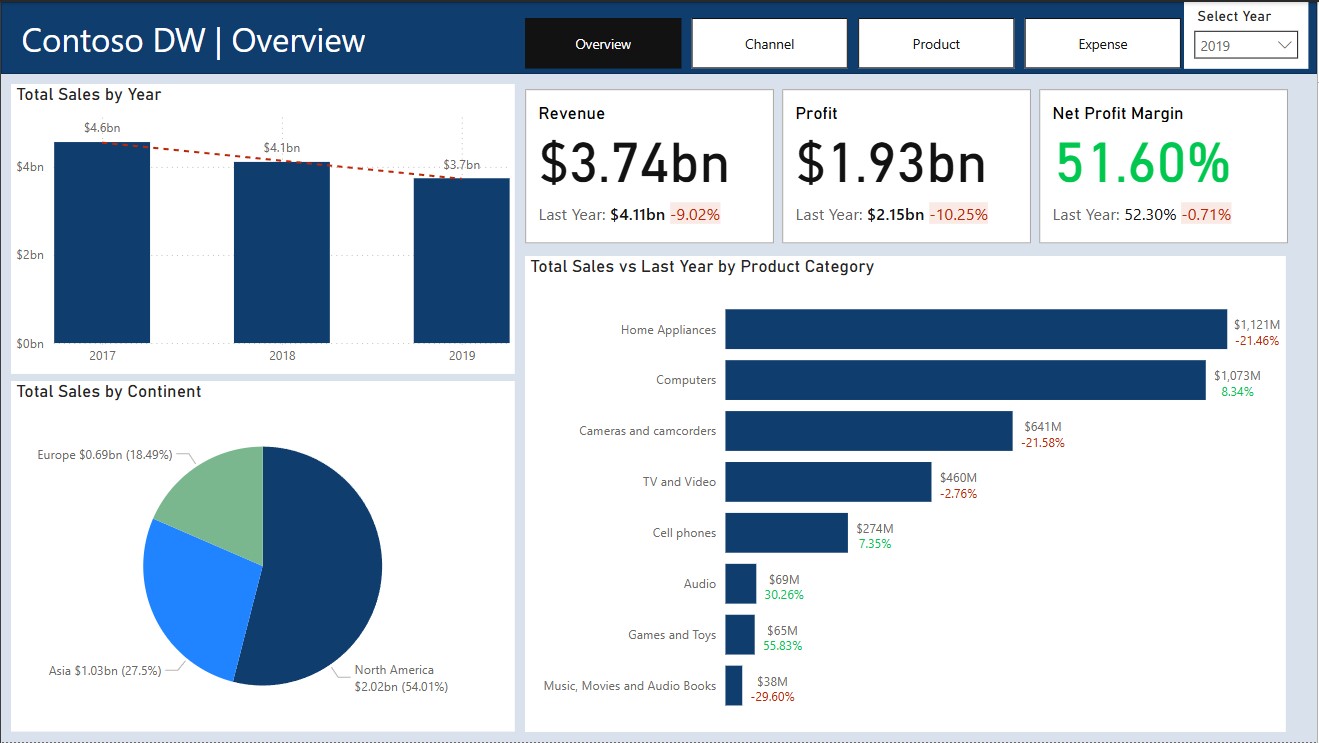 Contoso DW | Overview
Overview
Channel
Product
Expense
Select Year
2019
Total Sales by Year
$4.6bn
$4.1bn
$3.7bn
$4bn
$2bn
$0bn
2017
2018
2019
Revenue
$3.74bn
Last Year: $4.11bn -9.02%
Profit
$1.93bn
Last Year: $2.15bn -10.25%
Net Profit Margin
51.60%
Last Year: 52.30% -0.71%
Total Sales by Continent
Europe $0.69bn (18.49%)
Asia $1.03bn (27.5%)
North America
$2.02bn (54.01%)
Total Sales vs Last Year by Product Category
Home Appliances
$1,121M
-21.46%
Computers
$1,073M
8.34%
Cameras and camcorders
$641M
-21.58%
TV and Video
$460M
-2.76%
Cell phones
$274M
7.35%
Audio
$69M
30.26%
Games and Toys
$65M
55.83%
Music, Movies and Audio Books
$38M
-29.60%